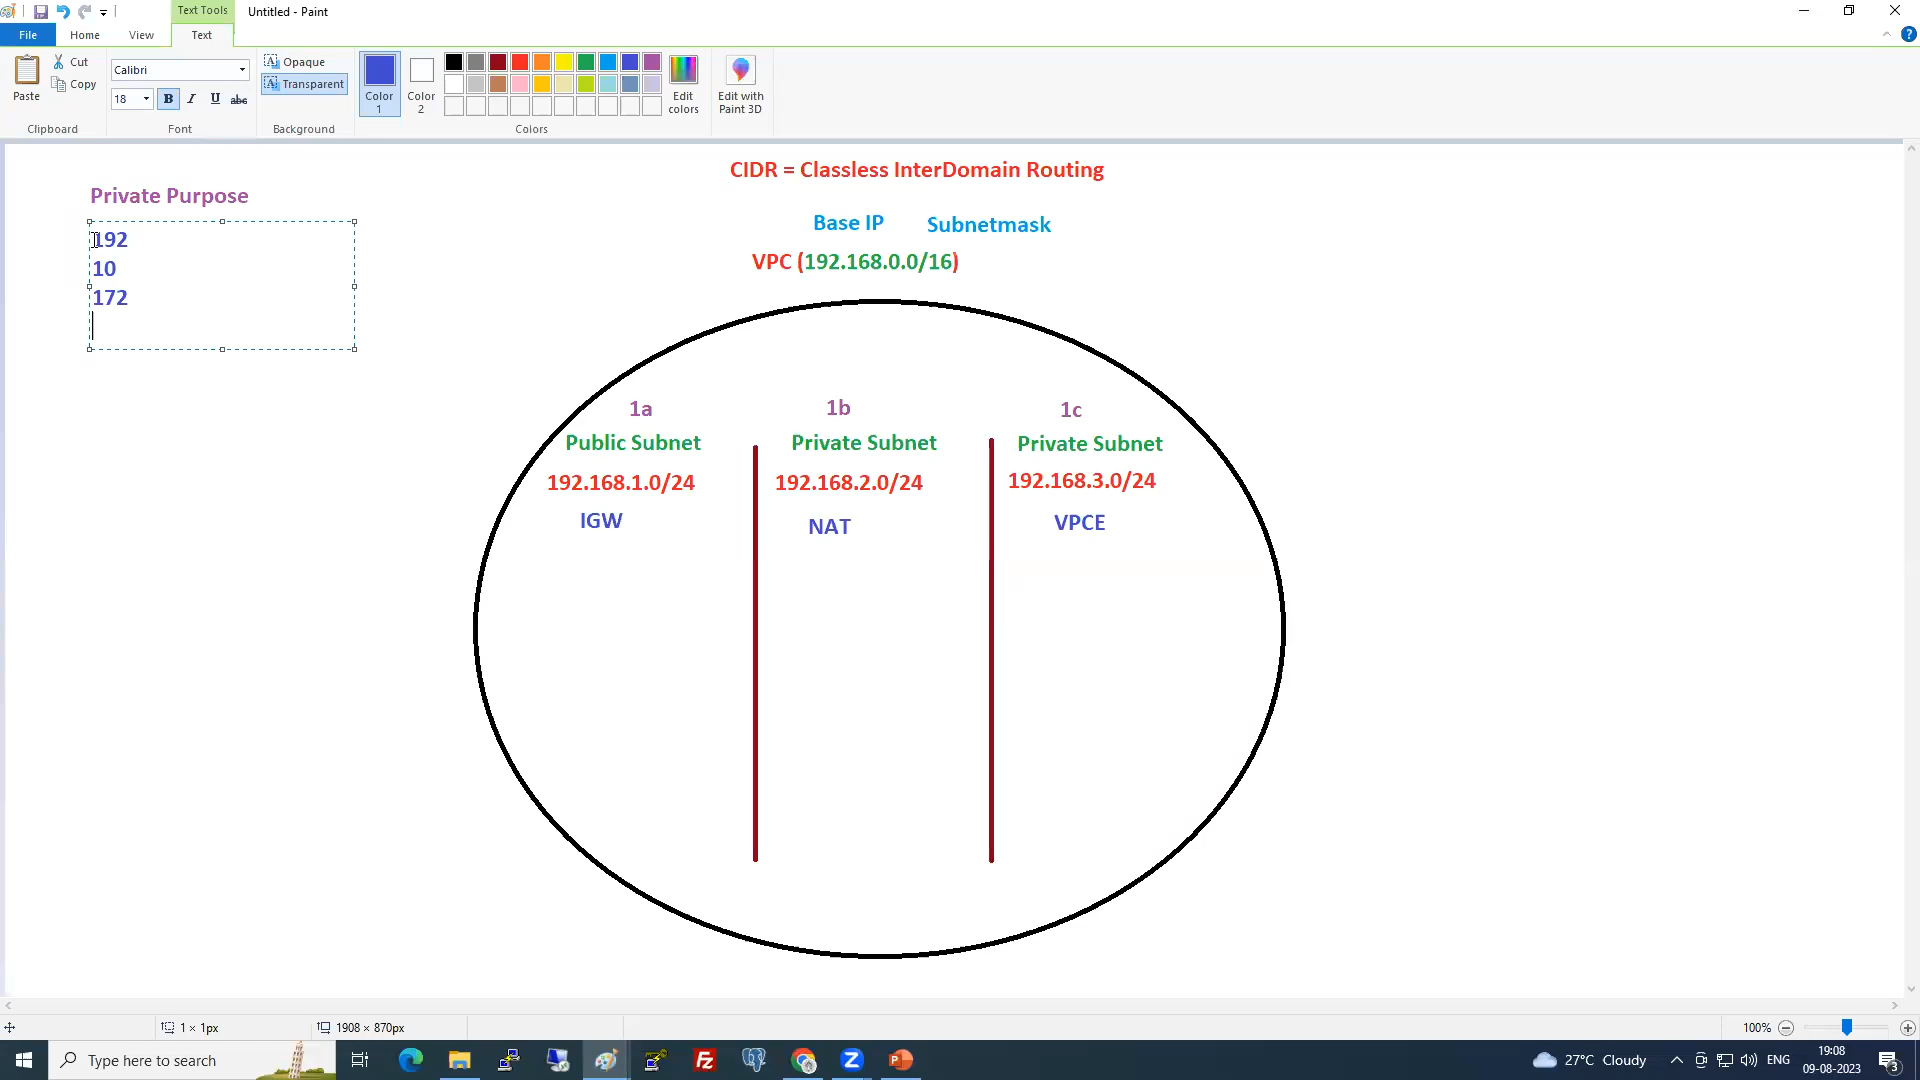 Text Tools
Untitled - Paint
File
Home
View
Text
Paste
Cut
Copy
Clipboard
Calibri
18
B I U abc
Font
Opaque
Transparent
Background
Color 1
Color 2
Edit colors
Colors
Edit with Paint 3D
CIDR = Classless InterDomain Routing
Private Purpose
192
10
172
Base IP
Subnetmask
VPC (192.168.0.0/16)
1a
1b
1c
Public Subnet
Private Subnet
Private Subnet
192.168.1.0/24
192.168.2.0/24
192.168.3.0/24
IGW
NAT
VPCE
1 × 1px
1908 × 870px
100%
Type here to search
27°C Cloudy
ENG
19:08
09-08-2023
3